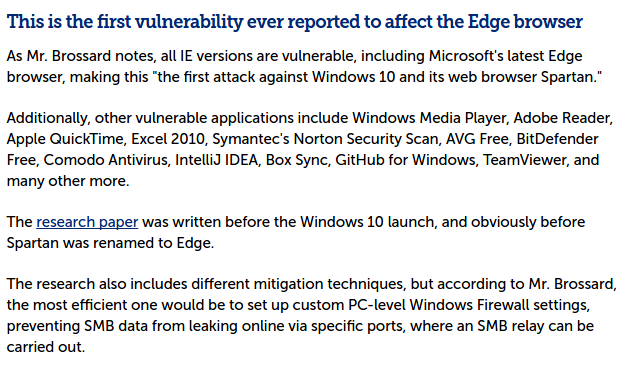 This is the first vulnerability ever reported to affect the Edge browser
As Mr. Brossard notes, all IE versions are vulnerable, including Microsoft's latest Edge
browser, making this "the first attack against Windows 10 and its web browser Spartan."
Additionally, other vulnerable applications include Windows Media Player, Adobe Reader,
Apple QuickTime, Excel 2010, Symantec's Norton Security Scan, AVG Free, BitDefender
Free, Comodo Antivirus, IntelliJ IDEA, Box Sync, GitHub for Windows, TeamViewer, and
many other more.
The research paper was written before the Windows 10 launch, and obviously before
Spartan was renamed to Edge.
The research also includes different mitigation techniques, but according to Mr. Brossard,
the most efficient one would be to set up custom PC-level Windows Firewall settings,
preventing SMB data from leaking online via specific ports, where an SMB relay can be
carried out.